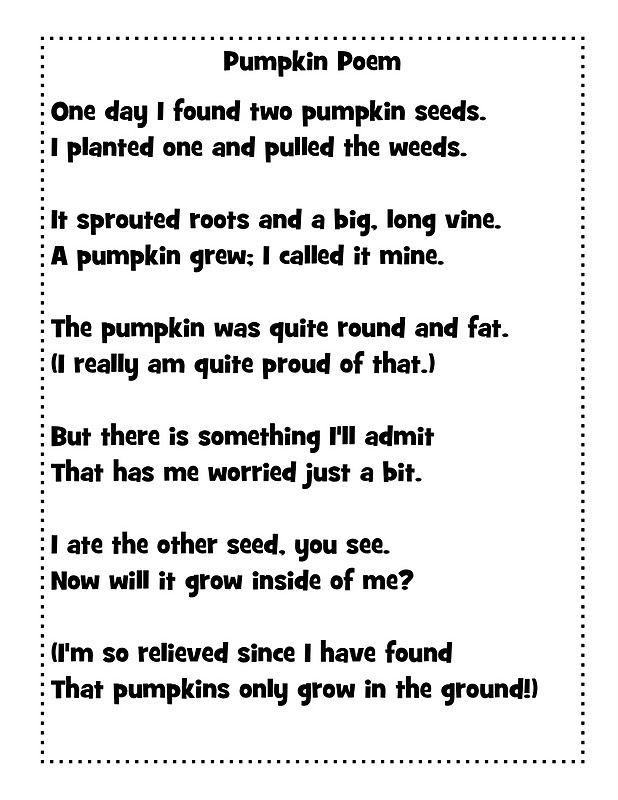 Pumpkin Poem
One day I found two pumpkin seeds.
I planted one and pulled the weeds.
It sprouted roots and a big, long vine.
A pumpkin grew; I called it mine.
The pumpkin was quite round and fat.
(I really am quite proud of that.)
But there is something I'll admit
That has me worried just a bit.
I ate the other seed, you see.
Now will it grow inside of me?
(I'm so relieved since I have found
That pumpkins only grow in the ground!)